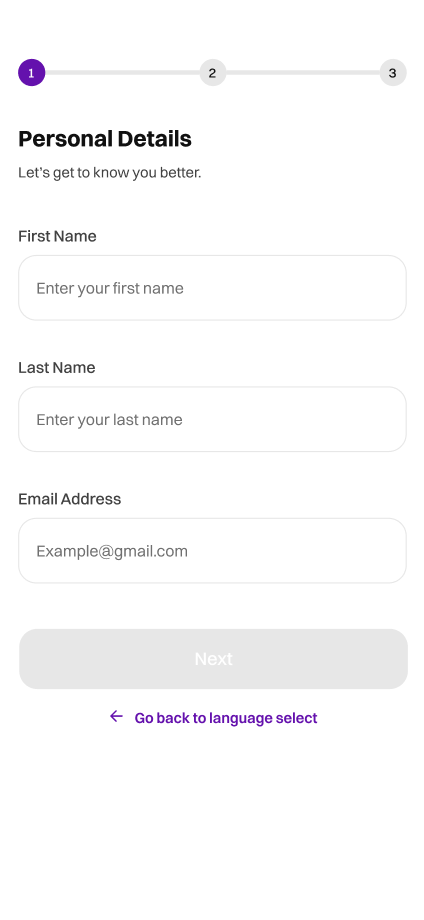 1 2 3
Personal Details
Let's get to know you better.
First Name
Enter your first name
Last Name
Enter your last name
Email Address
Example@gmail.com
Next
← Go back to language select